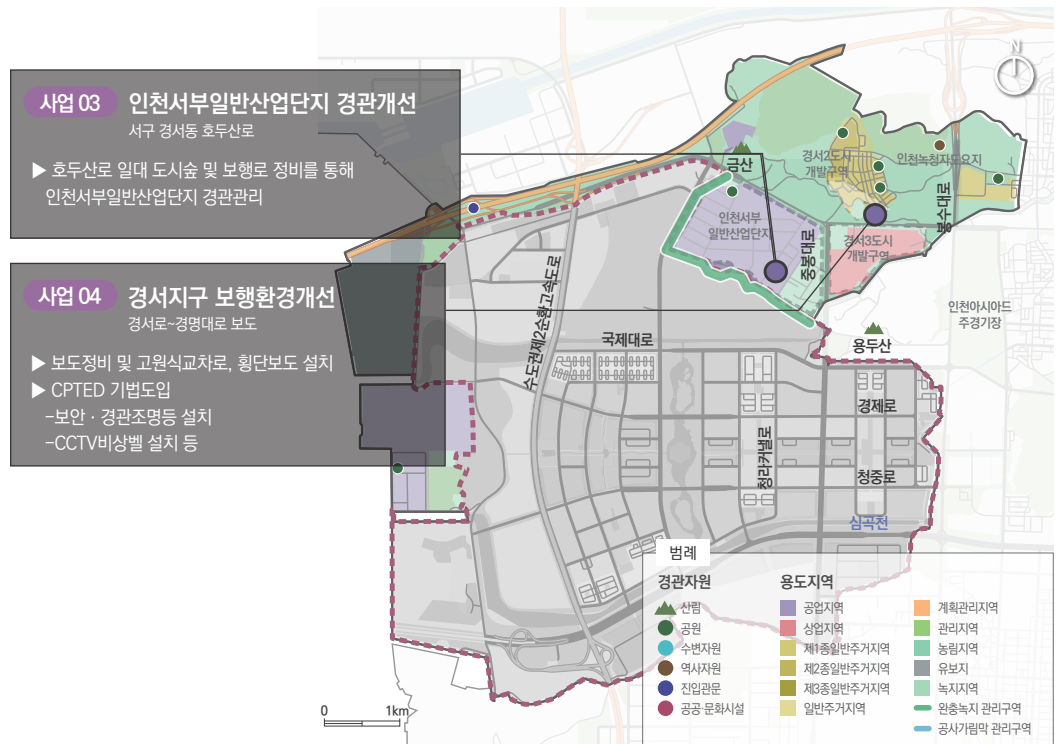 사업 03 인천서부일반산업단지 경관개선
서구 경서동 호두산로
▶ 호두산로 일대 도시숲 및 보행로 정비를 통해
인천서부일반산업단지 경관관리
사업 04 경서지구 보행환경개선
경서로~경명대로 보도
▶ 보도정비 및 고원식교차로, 횡단보도 설치
▶ CPTED 기법도입
-보안 · 경관조명등 설치
-CCTV비상벨 설치 등
N
금산
경서2도시
개발구역
인천녹청자도요지
봉수대로
인천서부
일반산업단지
중봉대로
경서3도시
개발구역
인천아시아드
주경기장
용두산
수도권제2순환고속도로
국제대로
경제로
청라커낼로
청중로
심곡천
범례
경관자원
산림
공원
수변자원
역사자원
진입관문
공공·문화시설
용도지역
공업지역
상업지역
제1종일반주거지역
제2종일반주거지역
제3종일반주거지역
일반주거지역
계획관리지역
관리지역
농림지역
유보지
녹지지역
완충녹지 관리구역
공사가림막 관리구역
0 1km